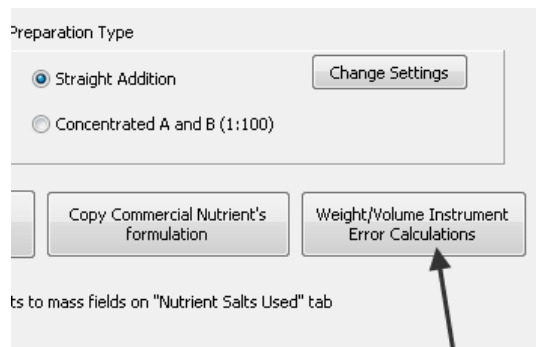 Preparation Type
Straight Addition
Change Settings
Concentrated A and B (1:100)
Copy Commercial Nutrient's
formulation
Weight/Volume Instrument
Error Calculations
ts to mass fields on "Nutrient Salts Used" tab